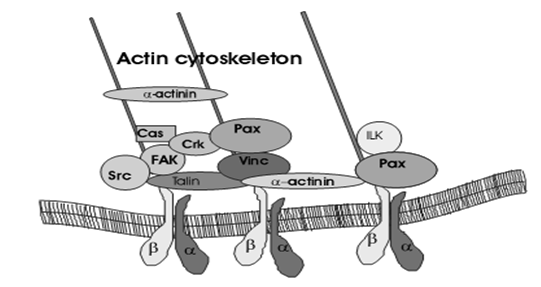 Actin cytoskeleton
α-actinin
Cas
Crk
Pax
ILK
FAK
Vinc
Pax
Src
Talin
α-actinin
β
α
β
α
β
α